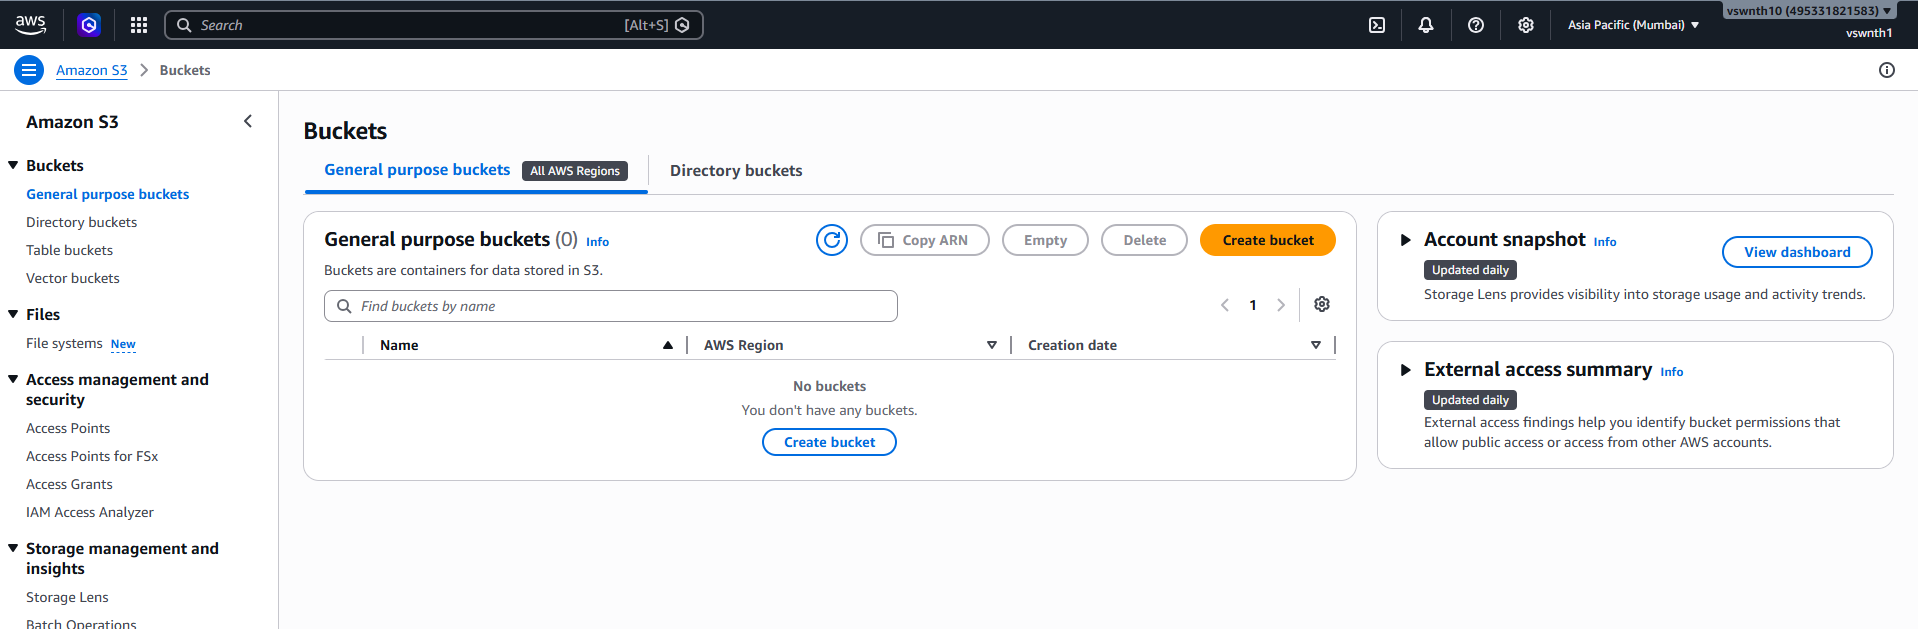 aws
Search
[Alt+S]
Asia Pacific (Mumbai)
vswnth10 (495331821583)
vswnth1
Amazon S3
Buckets
Amazon S3
Buckets
General purpose buckets
Directory buckets
Table buckets
Vector buckets
Files
File systems New
Access management and
security
Access Points
Access Points for FSx
Access Grants
IAM Access Analyzer
Storage management and
insights
Storage Lens
Batch Operations
Buckets
General purpose buckets All AWS Regions
Directory buckets
General purpose buckets (0) Info
Copy ARN
Empty
Delete
Create bucket
Buckets are containers for data stored in S3.
Find buckets by name
1
Name
AWS Region
Creation date
No buckets
You don't have any buckets.
Create bucket
Account snapshot Info
Updated daily
View dashboard
Storage Lens provides visibility into storage usage and activity trends.
External access summary Info
Updated daily
External access findings help you identify bucket permissions that
allow public access or access from other AWS accounts.